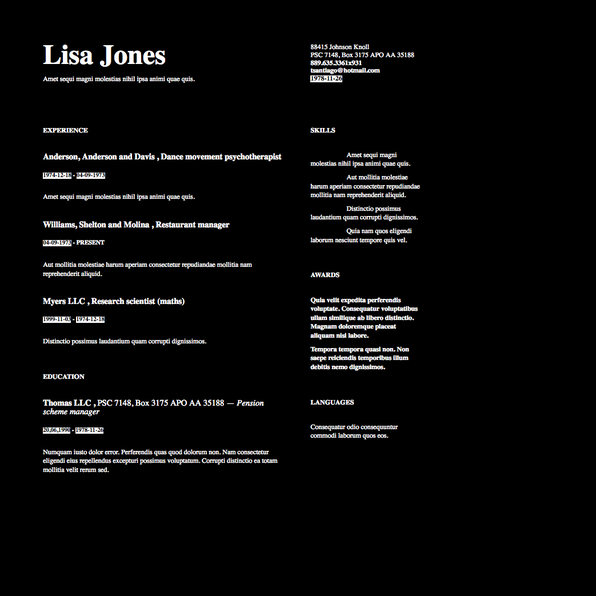 Lisa Jones
Amet sequi magni molestias nihil ipsa animi quae quis.
88415 Johnson Knoll
PSC 7148, Box 3175 APO AA 35188
889.635.3361x931
tsantiago@hotmail.com
1978-11-26
EXPERIENCE
Anderson, Anderson and Davis , Dance movement psychotherapist
1974-12-18 - 04-09-1973
Amet sequi magni molestias nihil ipsa animi quae quis.
Williams, Shelton and Molina , Restaurant manager
04-09-1973 - PRESENT
Aut mollitia molestiae harum aperiam consectetur repudiandae mollitia nam
reprehenderit aliquid.
Myers LLC , Research scientist (maths)
1999-11-03 - 1974-12-18
Distinctio possimus laudantium quam corrupti dignissimos.
EDUCATION
Thomas LLC , PSC 7148, Box 3175 APO AA 35188 — Pension
scheme manager
20.06.1998 - 1978-11-26
Numquam iusto dolor error. Perferendis quas quod dolorum non. Nam consectetur
eligendi eius repellendus excepturi possimus voluptatum. Corrupti distinctio ea totam
mollitia velit rerum sed.
SKILLS
Amet sequi magni
molestias nihil ipsa animi quae quis.
Aut mollitia molestiae
harum aperiam consectetur repudiandae
mollitia nam reprehenderit aliquid.
Distinctio possimus
laudantium quam corrupti dignissimos.
Quia nam quos eligendi
laborum nesciunt tempore quis vel.
AWARDS
Quia velit expedita perferendis
voluptate. Consequatur voluptatibus
ullam similique ab libero distinctio.
Magnam doloremque placeat
aliquam nisi labore.
Tempora tempora quasi non. Non
saepe reiciendis temporibus illum
debitis nemo dignissimos.
LANGUAGES
Consequatur odio consequuntur
commodi laborum quos eos.